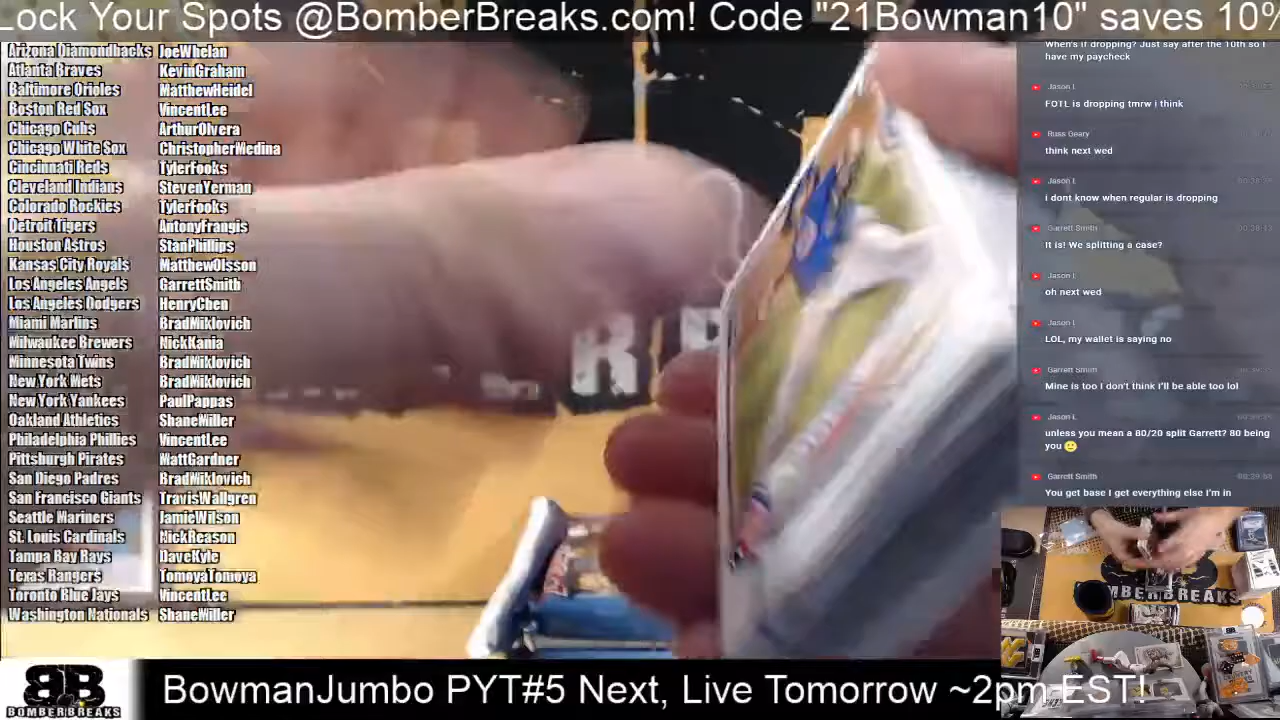 Lock Your Spots @BomberBreaks.com! Code "21Bowman10" saves 10%
Arizona Diamondbacks JoeWhelan
Atlanta Braves KevinGraham
Baltimore Orioles MatthewHeidel
Boston Red Sox VincentLee
Chicago Cubs ArthurOlvera
Chicago White Sox ChristopherMedina
Cincinnati Reds TylerFooks
Cleveland Indians StevenYerman
Colorado Rockies TylerFooks
Detroit Tigers AntonyFrangis
Houston Astros StanPhillips
Kansas City Royals MatthewOlsson
Los Angeles Angels GarrettSmith
Los Angeles Dodgers HenryChen
Miami Marlins BradMiklovich
Milwaukee Brewers NickKania
Minnesota Twins BradMiklovich
New York Mets BradMiklovich
New York Yankees PaulPappas
Oakland Athletics ShaneMiller
Philadelphia Phillies VincentLee
Pittsburgh Pirates MattGardner
San Diego Padres BradMiklovich
San Francisco Giants TravisWallgren
Seattle Mariners JamieWilson
St. Louis Cardinals NickReason
Tampa Bay Rays DaveKyle
Texas Rangers TomoyaTomoya
Toronto Blue Jays VincentLee
Washington Nationals ShaneMiller
When's if dropping? Just say after the 10th so I
have my paycheck
Jason L
FOTL is dropping tmrw i think
Russ Geary
think next wed
Jason L
i dont know when regular is dropping
Garrett Smith
It is! We splitting a case?
Jason L
oh next wed
Jason L
LOL, my wallet is saying no
Garrett Smith
Mine is too I don't think I'll be able too lol
Jason L
unless you mean a 80/20 split Garrett? 80 being
you 🙂
Garrett Smith
You get base I get everything else I'm in
MBERBREAKS
BB
BOMBERBREAKS
BowmanJumbo PYT#5 Next, Live Tomorrow ~2pm EST!